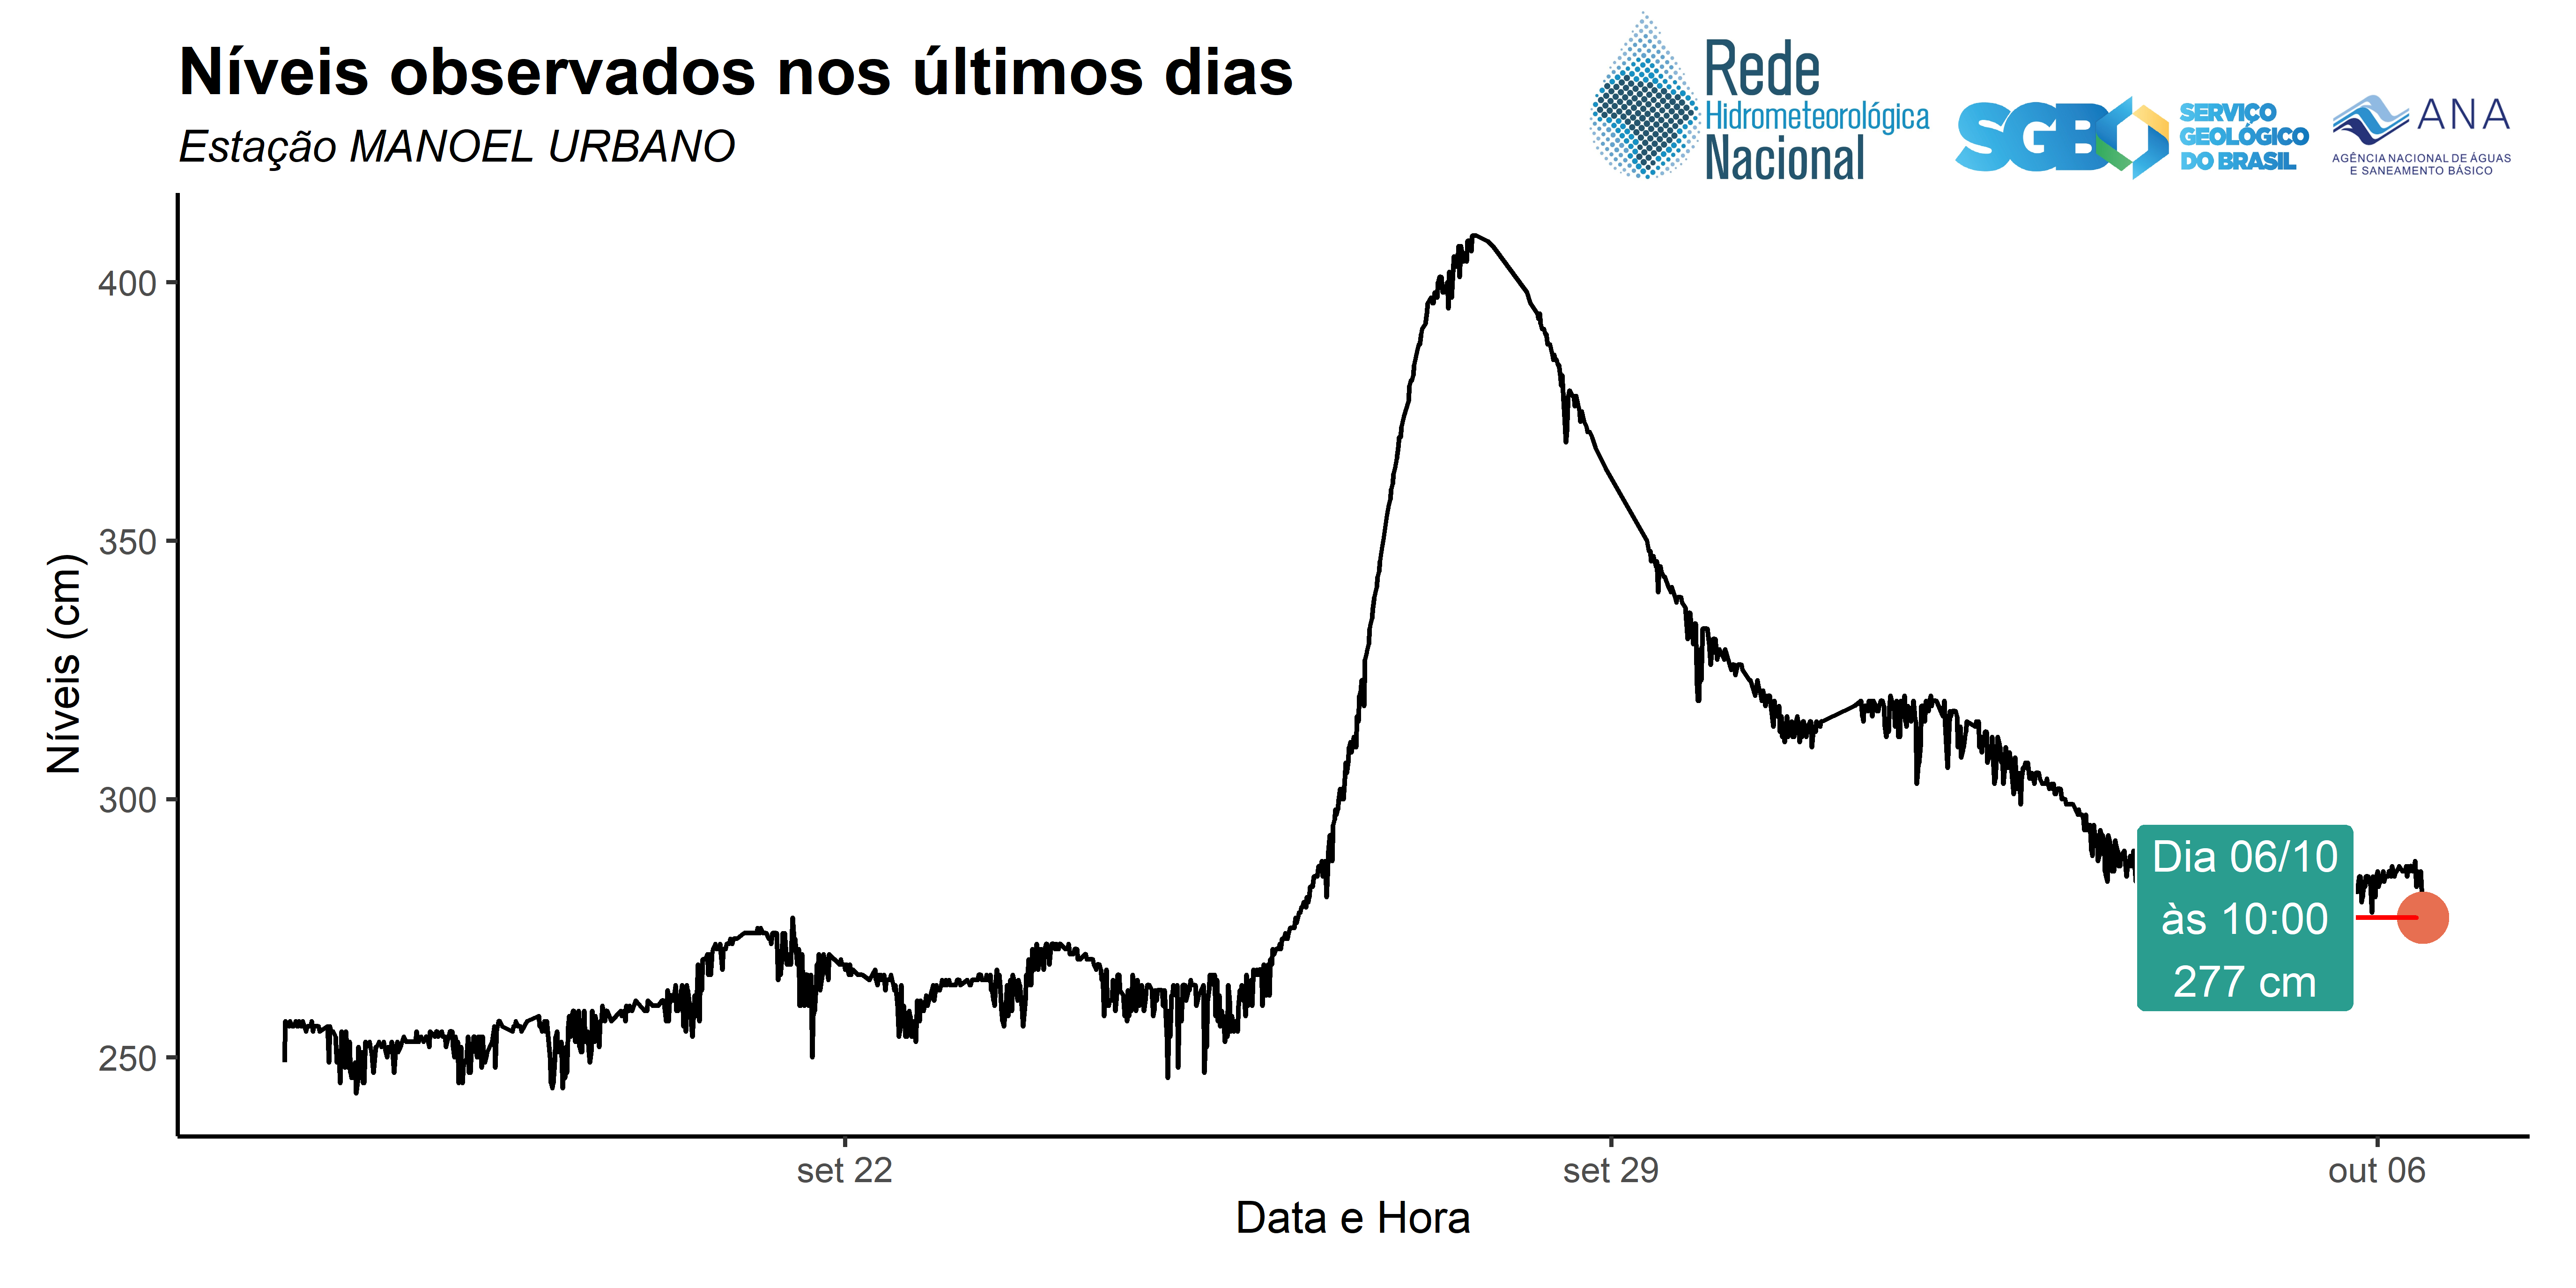 Níveis observados nos últimos dias
Estação MANOEL URBANO
Rede
Hidrometeorológica
Nacional
SGB
SERVIÇO
GEOLÓGICO
DO BRASIL
ANA
AGÊNCIA NACIONAL DE ÁGUAS
E SANEAMENTO BÁSICO
Níveis (cm)
400
350
300
250
Dia 06/10
às 10:00
277 cm
set 22
set 29
out 06
Data e Hora